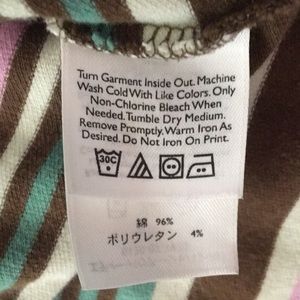 Turn Garment Inside Out. Machine
Wash Cold With Like Colors. Only
Non-Chlorine Bleach When
Needed. Tumble Dry Medium.
Remove Promptly. Warm Iron As
Desired. Do Not Iron On Print.
30C
綿 96%
ポリウレタン 4%